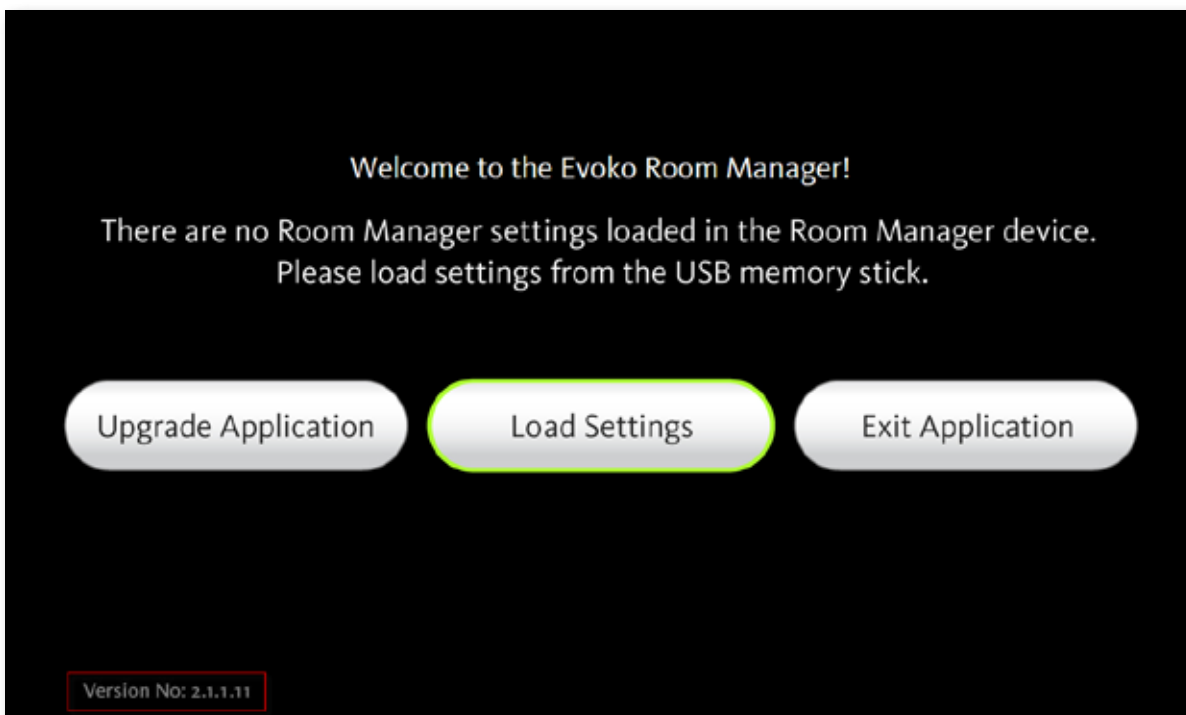 Welcome to the Evoko Room Manager!
There are no Room Manager settings loaded in the Room Manager device.
Please load settings from the USB memory stick.
Upgrade Application
Load Settings
Exit Application
Version No: 2.1.1.11